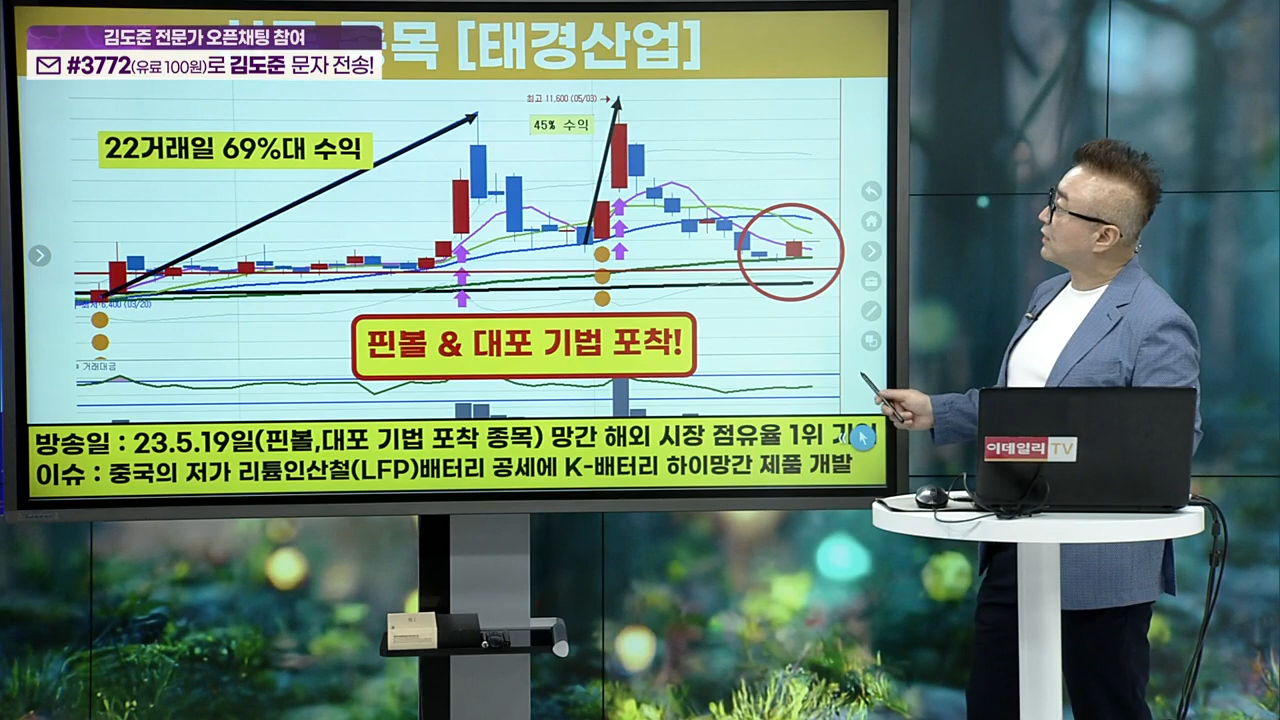 김도준 전문가 오픈채팅 참여
#3772(유료 100원)로 김도준 문자 전송!
[태경산업]
최고 11,600 (05/03)
45% 수익
22거래일 69%대 수익
6,400 (03/20)
핀볼 & 대포 기법 포착!
거래대금
방송일 : 23.5.19일(핀볼,대포 기법 포착 종목) 망간 해외 시장 점유율 1위
이슈 : 중국의 저가 리튬인산철(LFP)배터리 공세에 K-배터리 하이망간 제품 개발
이데일리 TV